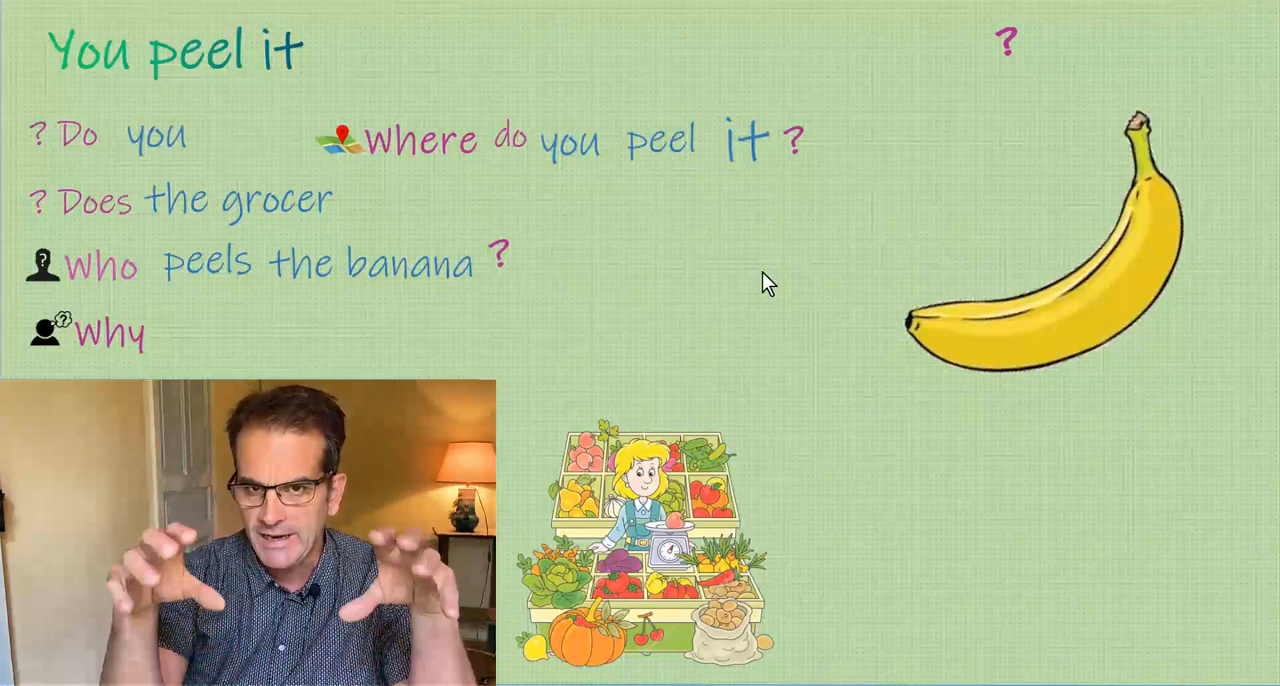 You peel it
?
? Do you
Where do you peel it ?
? Does the grocer
Who peels the banana ?
Why